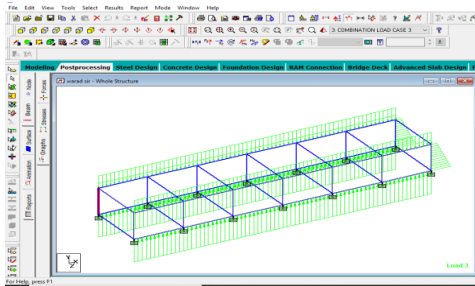 File Edit View Tools Select Results Report Mode Window Help
3: COMBINATION LOAD CASE 3
Modeling Postprocessing Steel Design Concrete Design Foundation Design RAM Connection Bridge Deck Advanced Slab Design
warad sir - Whole Structure
Node
Beam
Surface
Animation
Reports
Forces
Stresses
Graphs
Y
X
Z
Load 3
For Help, press F1